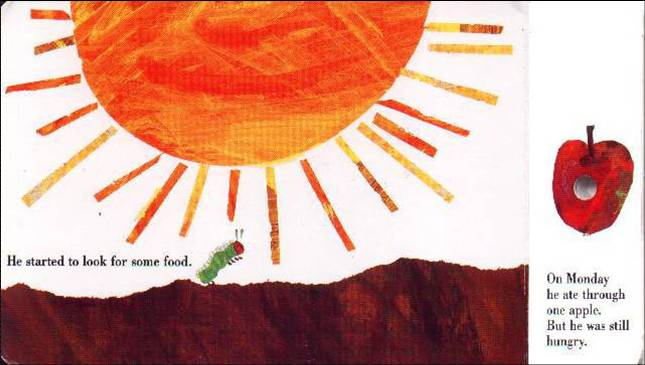 He started to look for some food.
On Monday
he ate through
one apple.
But he was still
hungry.